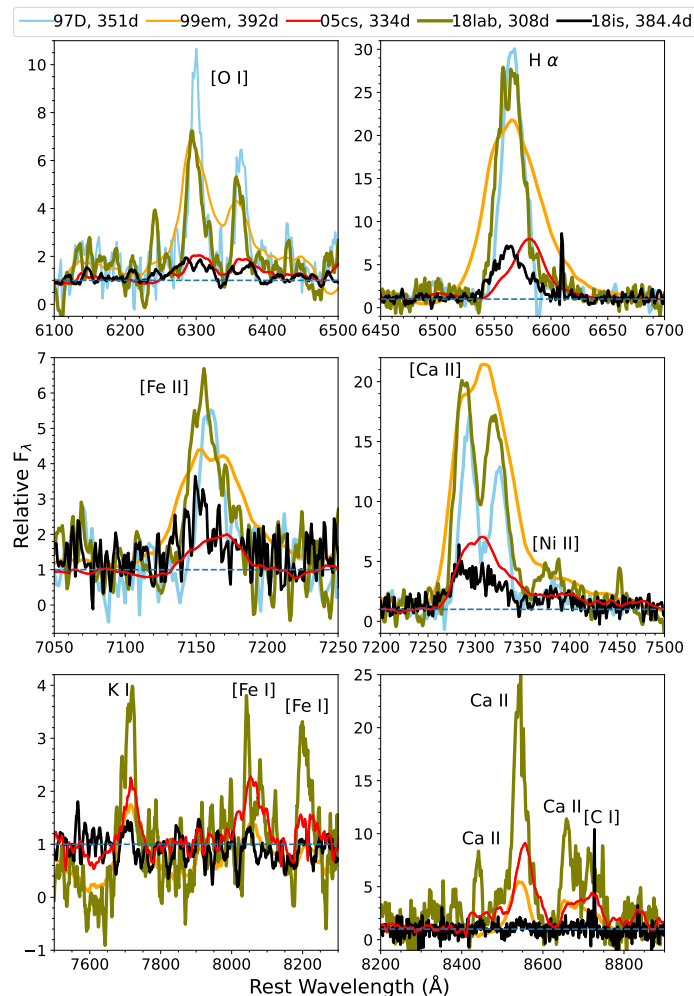 97D, 351d 99em, 392d 05cs, 334d 18lab, 308d 18is, 384.4d
[O I]
10
8
6
4
2
0
6100 6200 6300 6400 6500
H α
30
25
20
15
10
5
0
6450 6500 6550 6600 6650 6700
[Fe II]
7
6
5
4
3
2
1
0
7050 7100 7150 7200 7250
[Ca II]
[Ni II]
20
15
10
5
0
7200 7250 7300 7350 7400 7450 7500
Relative Fλ
K I [Fe I] [Fe I]
4
3
2
1
0
−1
7600 7800 8000 8200
Ca II
Ca II
Ca II [C I]
25
20
15
10
5
0
8200 8400 8600 8800
Rest Wavelength (Å)